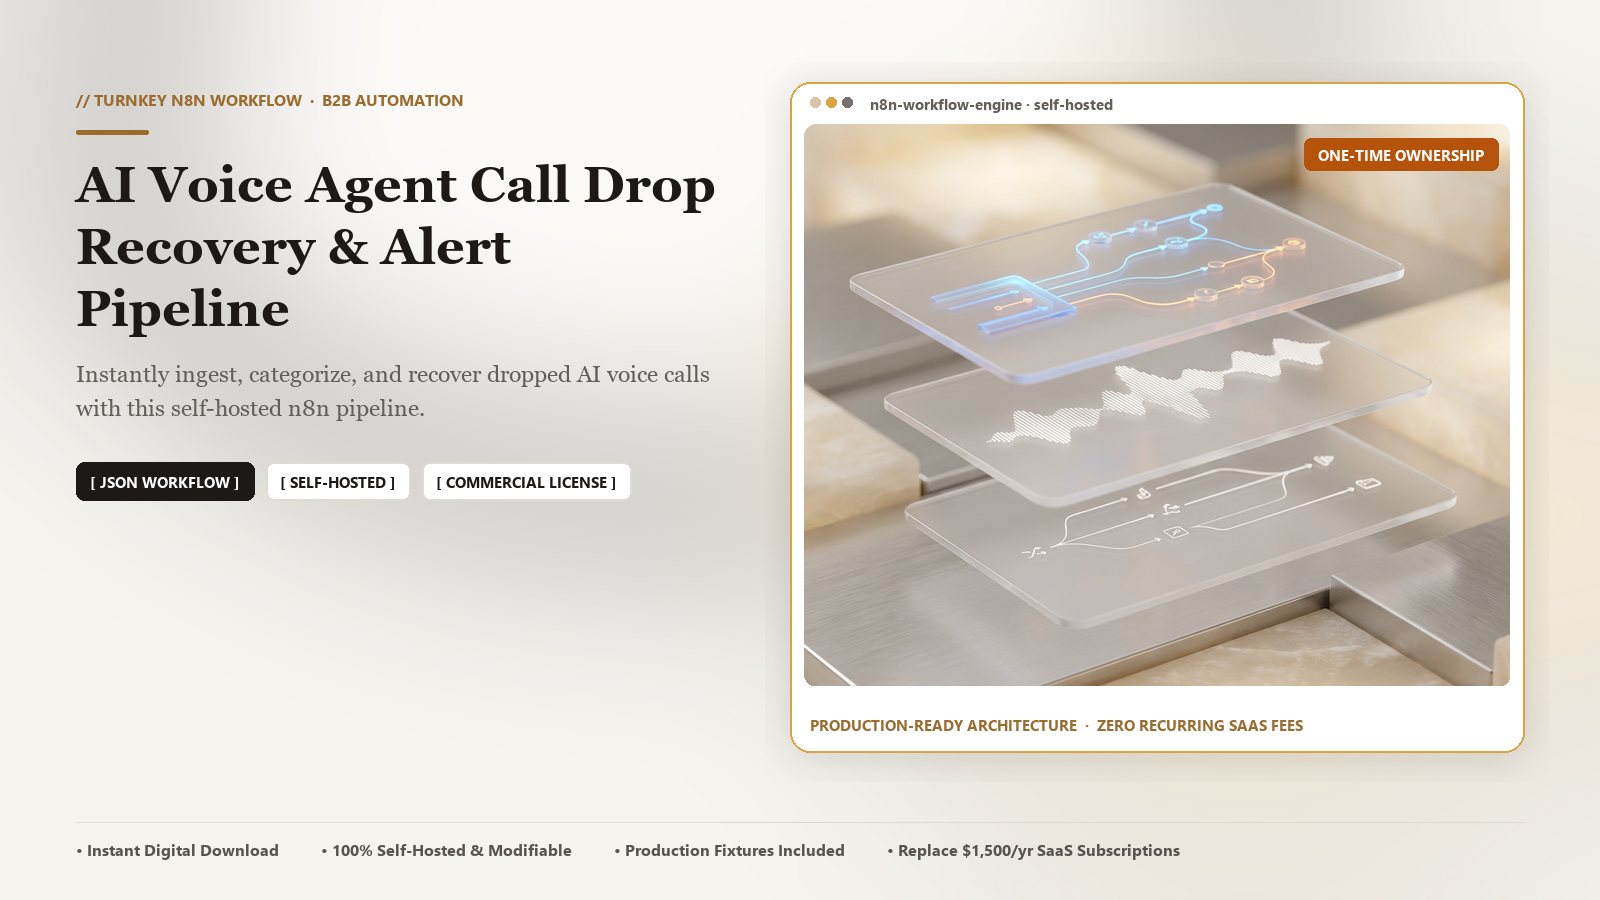 // TURNKEY N8N WORKFLOW · B2B AUTOMATION
AI Voice Agent Call Drop
Recovery & Alert
Pipeline
Instantly ingest, categorize, and recover dropped AI voice calls
with this self-hosted n8n pipeline.
[ JSON WORKFLOW ] [ SELF-HOSTED ] [ COMMERCIAL LICENSE ]
n8n-workflow-engine · self-hosted
ONE-TIME OWNERSHIP
PRODUCTION-READY ARCHITECTURE · ZERO RECURRING SAAS FEES
• Instant Digital Download • 100% Self-Hosted & Modifiable • Production Fixtures Included • Replace $1,500/yr SaaS Subscriptions